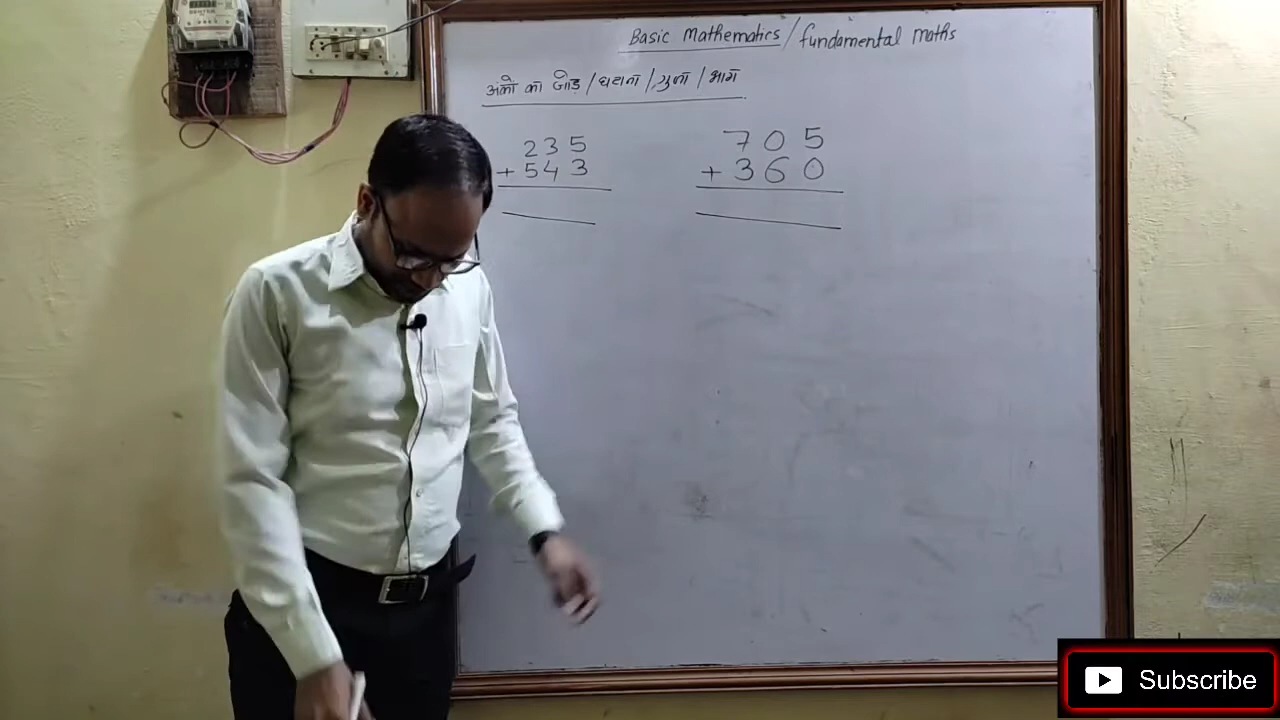 Basic Mathematics / fundamental maths
अंको का जोड़ / घटाना / गुना / भाग
235
+ 543
705
+ 360
Subscribe